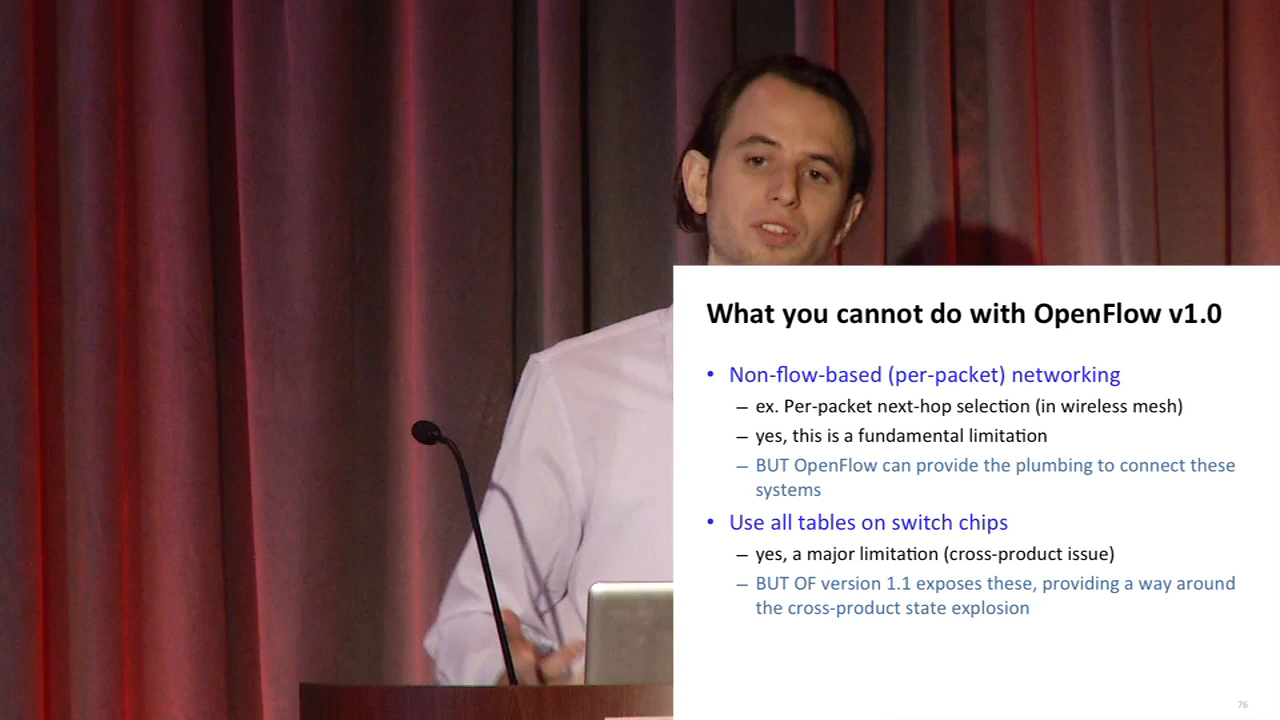 What you cannot do with OpenFlow v1.0
• Non-flow-based (per-packet) networking
– ex. Per-packet next-hop selection (in wireless mesh)
– yes, this is a fundamental limitation
– BUT OpenFlow can provide the plumbing to connect these
systems
• Use all tables on switch chips
– yes, a major limitation (cross-product issue)
– BUT OF version 1.1 exposes these, providing a way around
the cross-product state explosion
76